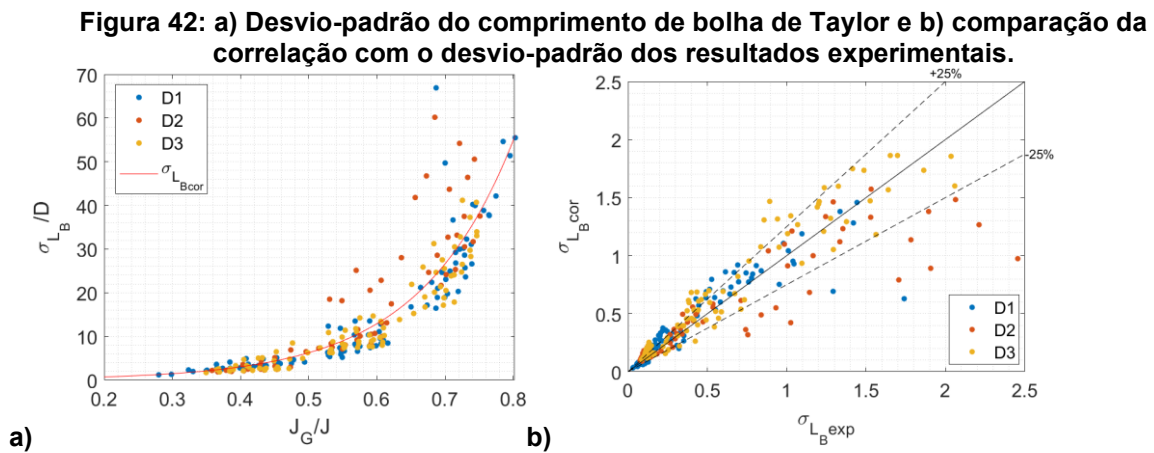 Figura 42: a) Desvio-padrão do comprimento de bolha de Taylor e b) comparação da
correlação com o desvio-padrão dos resultados experimentais.
70
60
50
40
30
20
10
0
σ_{L_B}/D
D1
D2
D3
σ_{L_{Bcor}}
0.2 0.3 0.4 0.5 0.6 0.7 0.8
J_G/J
a)
2.5
2
1.5
1
0.5
0
σ_{L_B cor}
+25%
-25%
D1
D2
D3
0 0.5 1 1.5 2 2.5
σ_{L_B exp}
b)